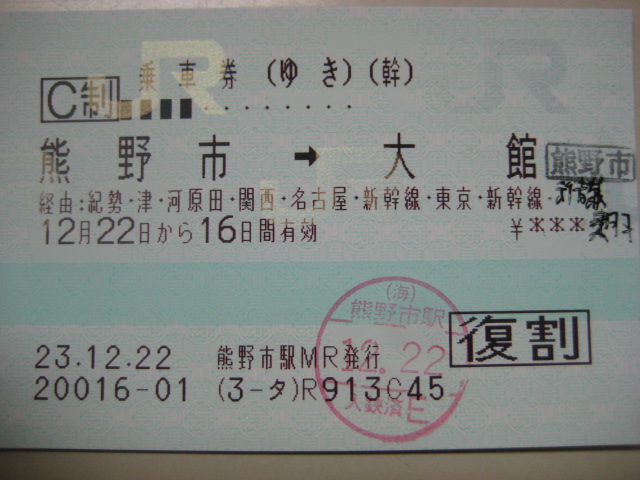 C制 乗車券 (ゆき)(幹)
熊野市 → 大館
熊野市
経由:紀勢・津・河原田・関西・名古屋・新幹線・東京・新幹線・
12月22日から16日間有効 ¥***
(海)
熊野市駅
22
復割
23.12.22 熊野市駅MR発行
20016-01 (3-タ)R913C45